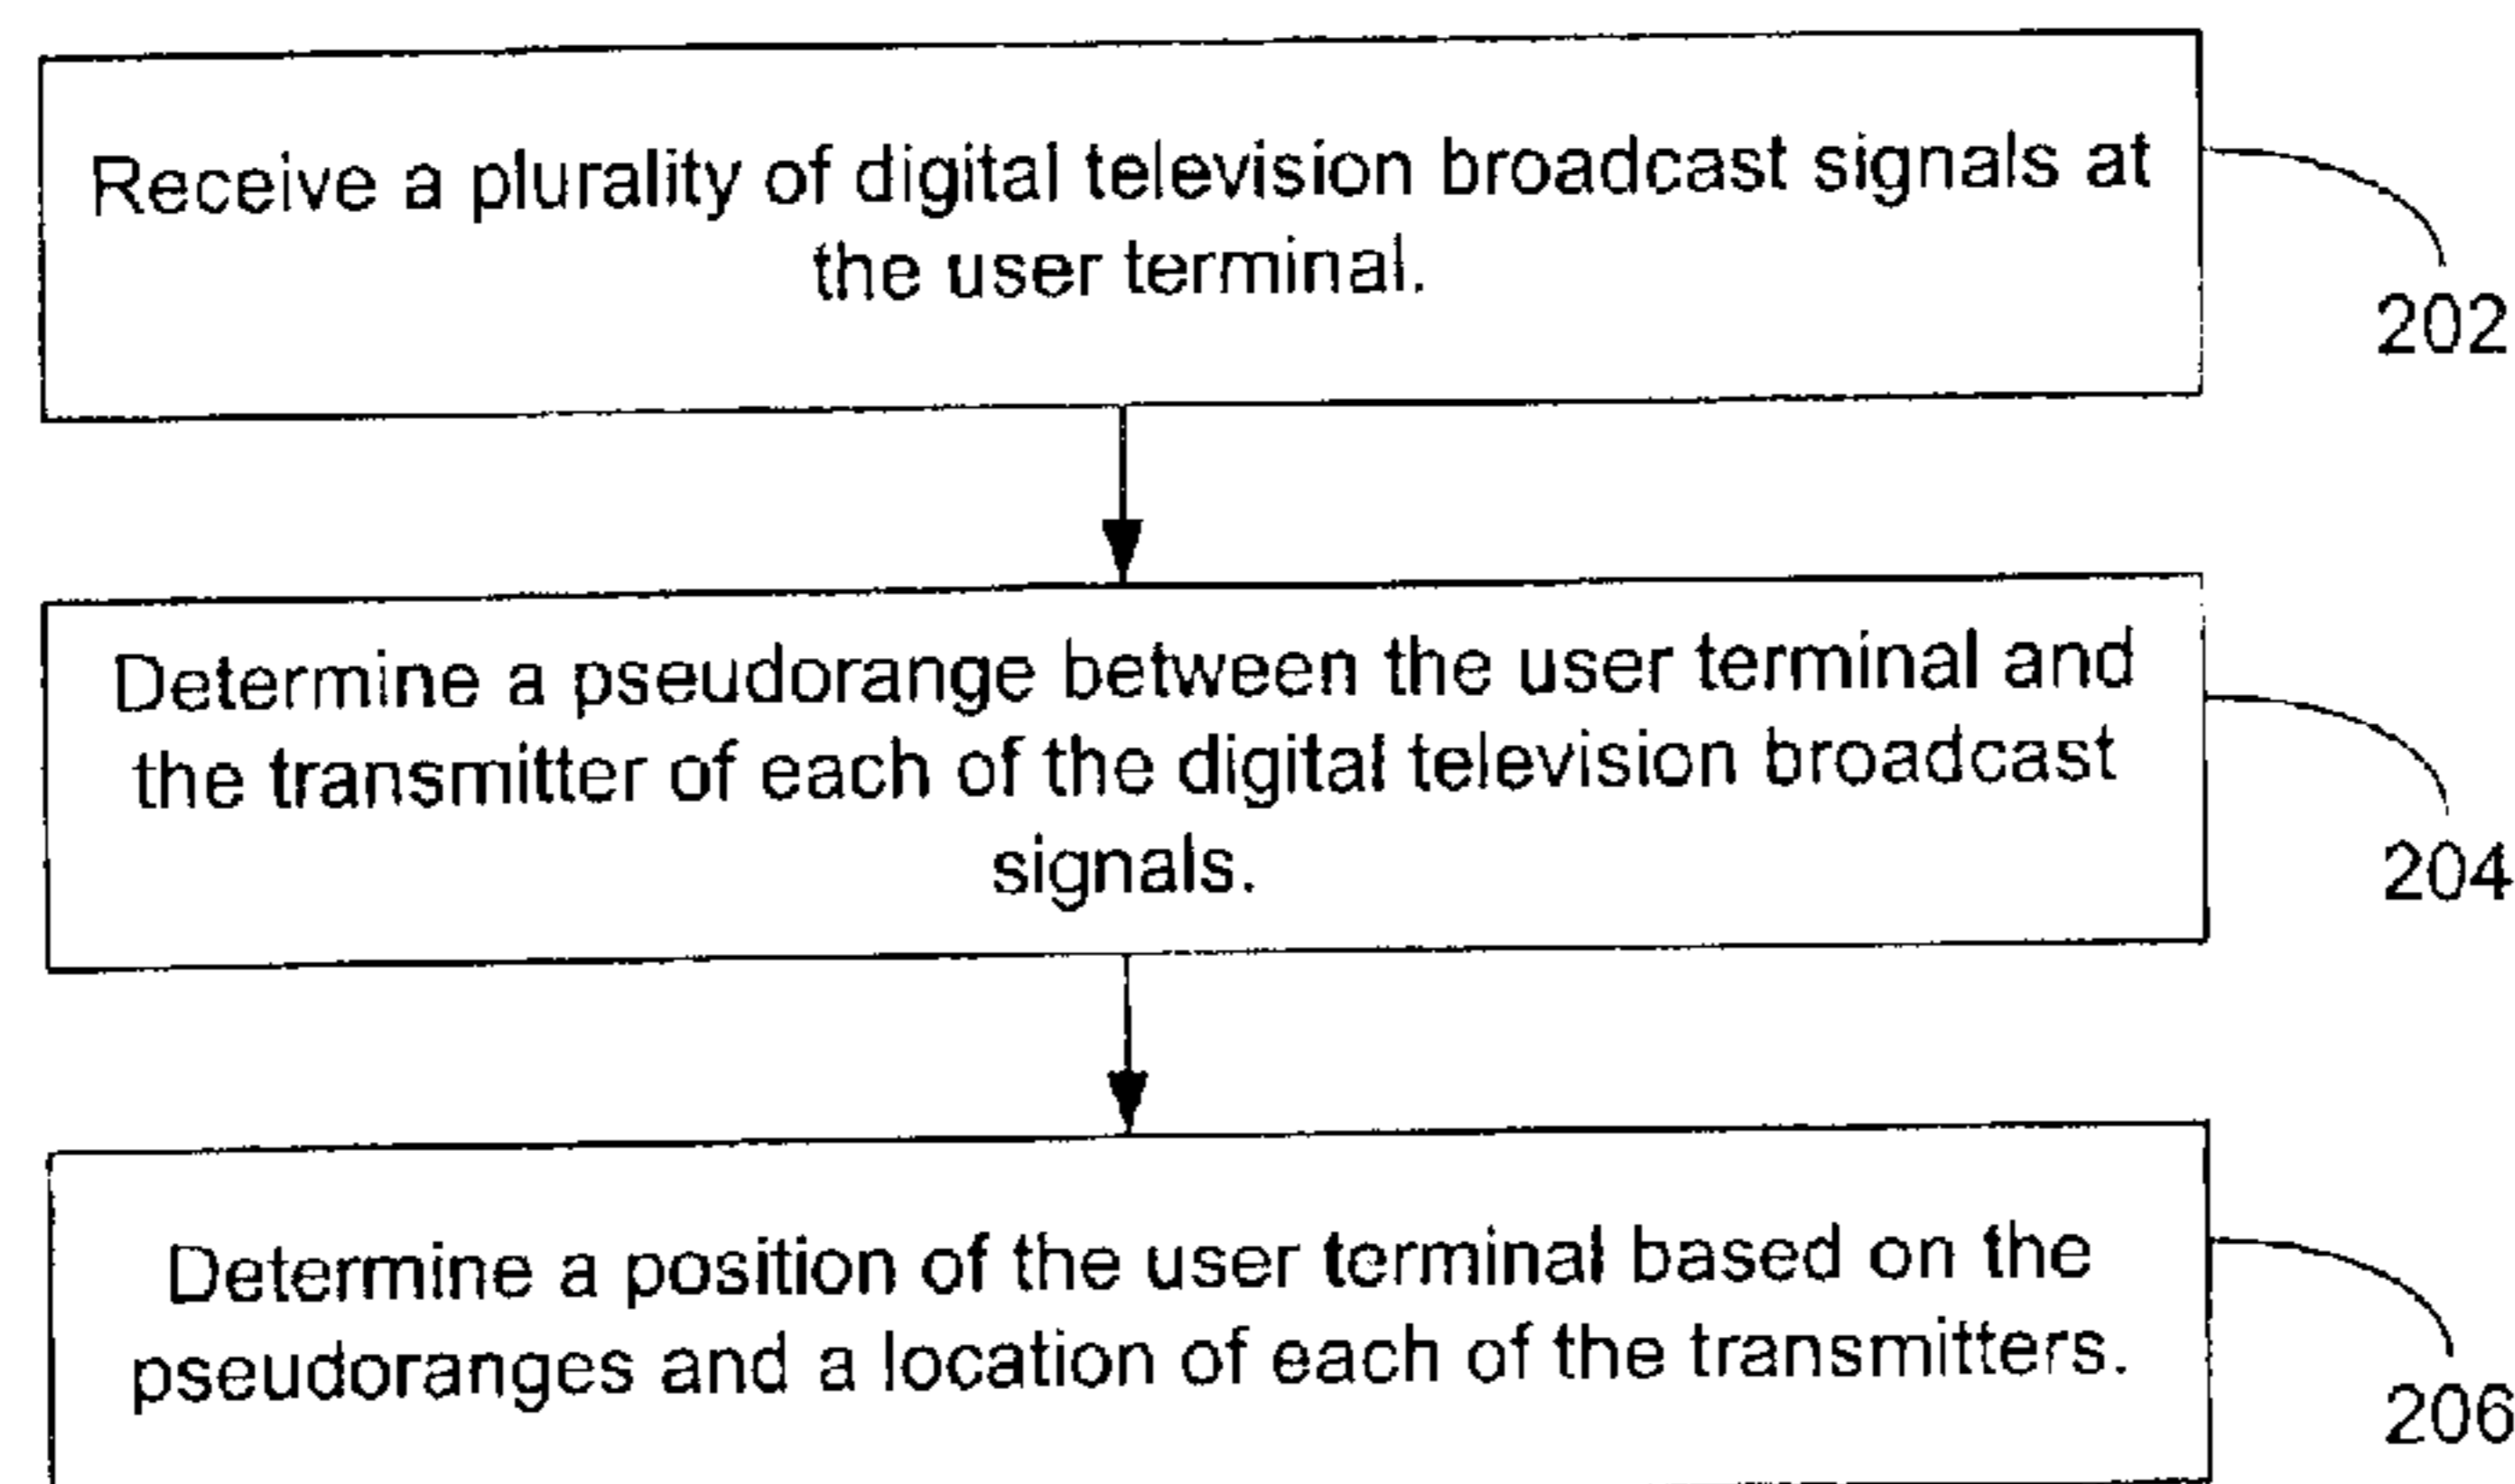 Receive a plurality of digital television broadcast signals at
the user terminal.
202
Determine a pseudorange between the user terminal and
the transmitter of each of the digital television broadcast
signals.
204
Determine a position of the user terminal based on the
pseudoranges and a location of each of the transmitters.
206